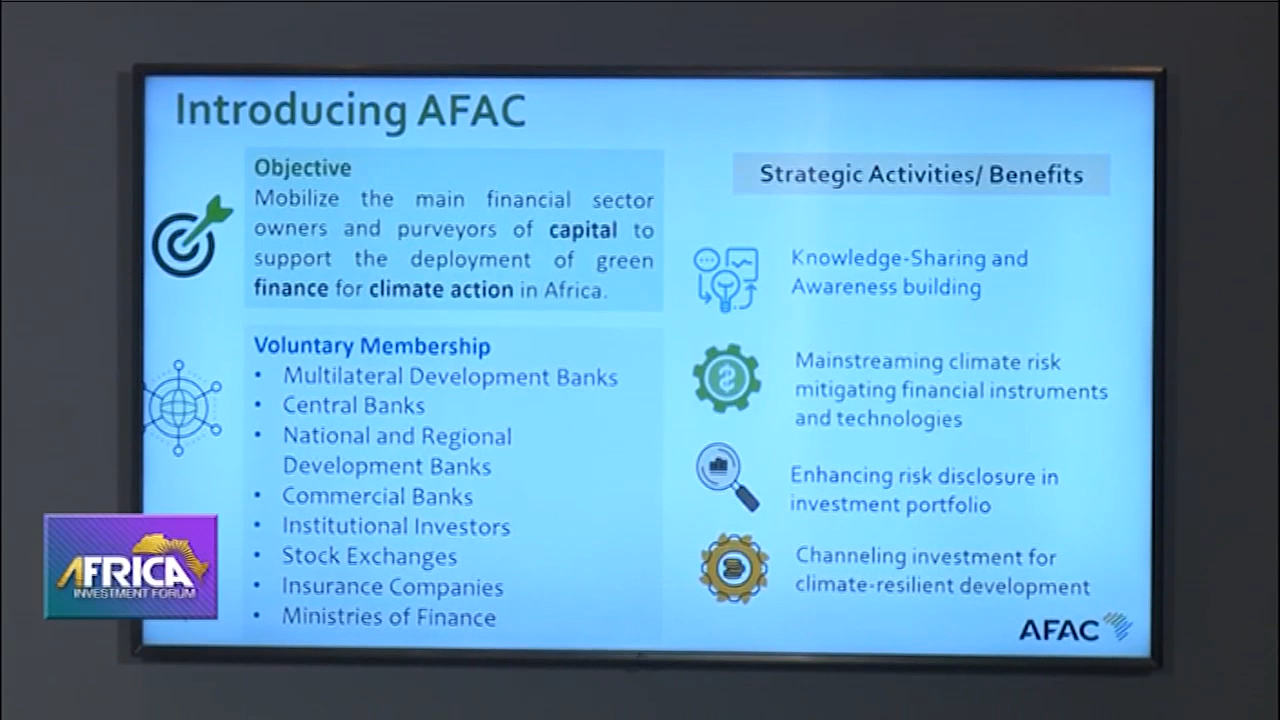 Introducing AFAC
Objective
Mobilize the main financial sector
owners and purveyors of capital to
support the deployment of green
finance for climate action in Africa.
Voluntary Membership
• Multilateral Development Banks
• Central Banks
• National and Regional
Development Banks
• Commercial Banks
• Institutional Investors
• Stock Exchanges
• Insurance Companies
• Ministries of Finance
Strategic Activities/ Benefits
Knowledge-Sharing and
Awareness building
Mainstreaming climate risk
mitigating financial instruments
and technologies
Enhancing risk disclosure in
investment portfolio
Channeling investment for
climate-resilient development
AFAC
AFRICA
INVESTMENT FORUM